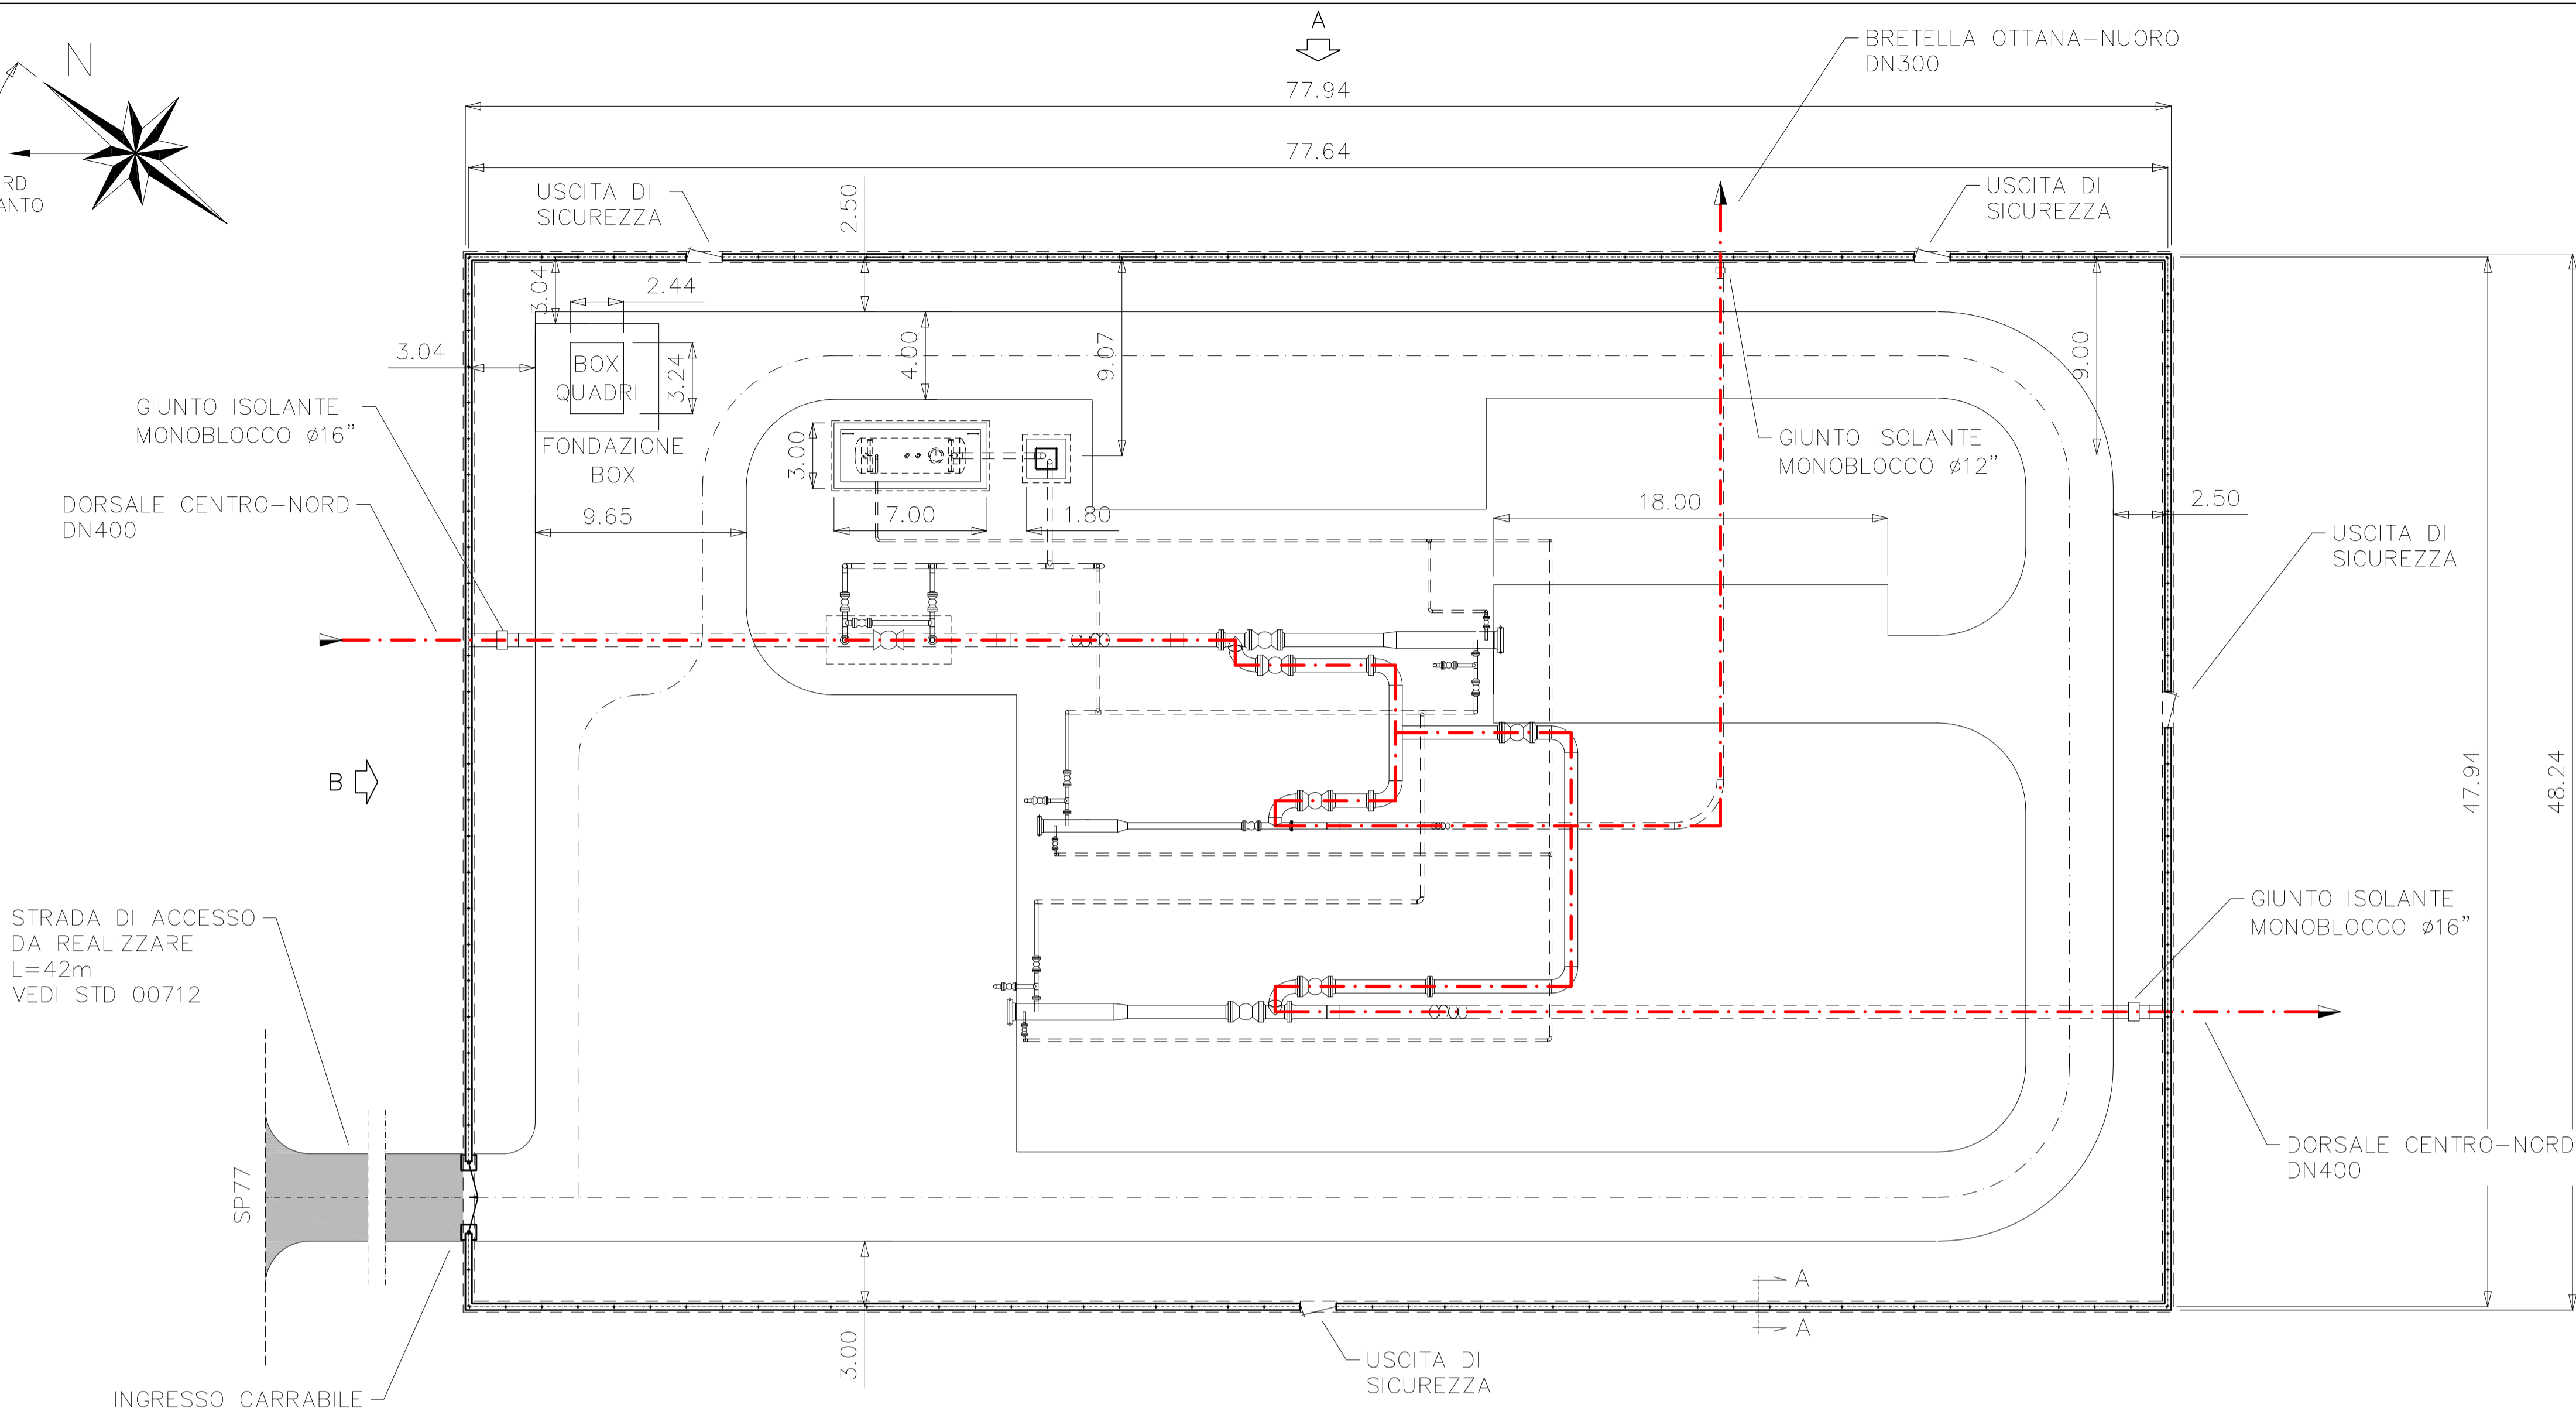 A
N
BRETELLA OTTANA-NUORO
DN300
77.94
77.64
USCITA DI
SICUREZZA
2.50
USCITA DI
SICUREZZA
3.04
2.44
3.04
BOX
QUADRI
3.24
4.00
9.07
9.00
GIUNTO ISOLANTE
MONOBLOCCO ø16"
FONDAZIONE
BOX
3.00
GIUNTO ISOLANTE
MONOBLOCCO ø12"
DORSALE CENTRO-NORD
DN400
9.65
7.00
1.80
18.00
2.50
USCITA DI
SICUREZZA
B
47.94
48.24
STRADA DI ACCESSO
DA REALIZZARE
L=42m
VEDI STD 00712
GIUNTO ISOLANTE
MONOBLOCCO ø16"
DORSALE CENTRO-NORD
DN400
SP77
A
A
3.00
USCITA DI
SICUREZZA
INGRESSO CARRABILE